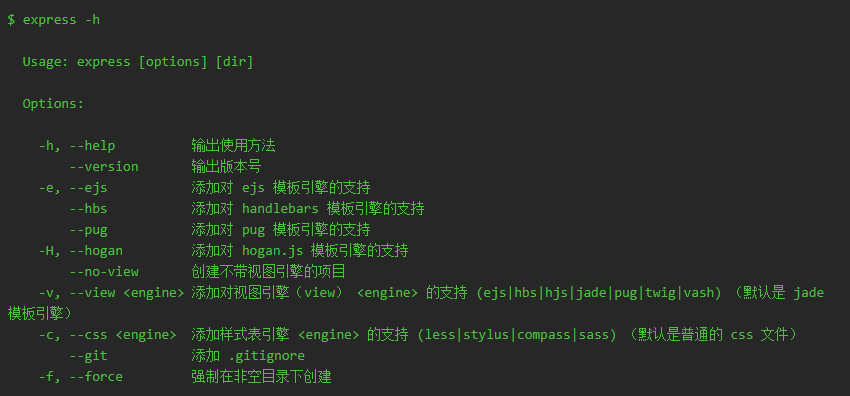 $ express -h
Usage: express [options] [dir]
Options:
-h, --help 输出使用方法
--version 输出版本号
-e, --ejs 添加对 ejs 模板引擎的支持
--hbs 添加对 handlebars 模板引擎的支持
--pug 添加对 pug 模板引擎的支持
-H, --hogan 添加对 hogan.js 模板引擎的支持
--no-view 创建不带视图引擎的项目
-v, --view <engine> 添加对视图引擎（view） <engine> 的支持 (ejs|hbs|hjs|jade|pug|twig|vash) （默认是 jade
模板引擎）
-c, --css <engine> 添加样式表引擎 <engine> 的支持 (less|stylus|compass|sass) （默认是普通的 css 文件）
--git 添加 .gitignore
-f, --force 强制在非空目录下创建